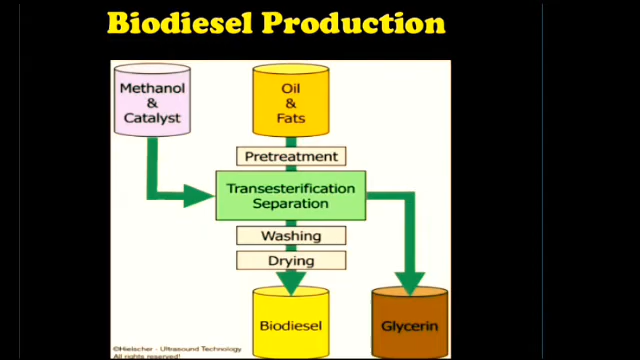 Biodiesel Production
Methanol
&
Catalyst
Oil
&
Fats
Pretreatment
Transesterification
Separation
Washing
Drying
Biodiesel
Glycerin
©Hielscher - Ultrasound Technology
All rights reserved!